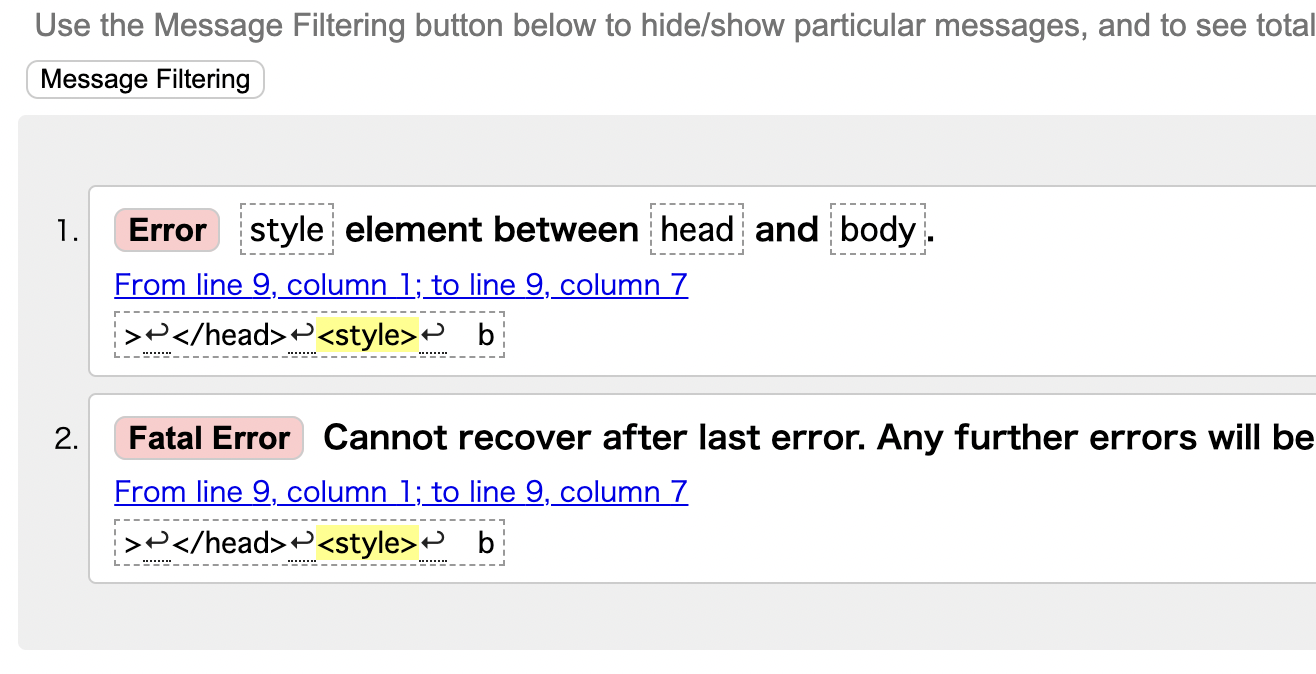 Use the Message Filtering button below to hide/show particular messages, and to see total
Message Filtering
1. Error style element between head and body.
From line 9, column 1; to line 9, column 7
>↩</head>↩<style>↩ b
2. Fatal Error Cannot recover after last error. Any further errors will be
From line 9, column 1; to line 9, column 7
>↩</head>↩<style>↩ b